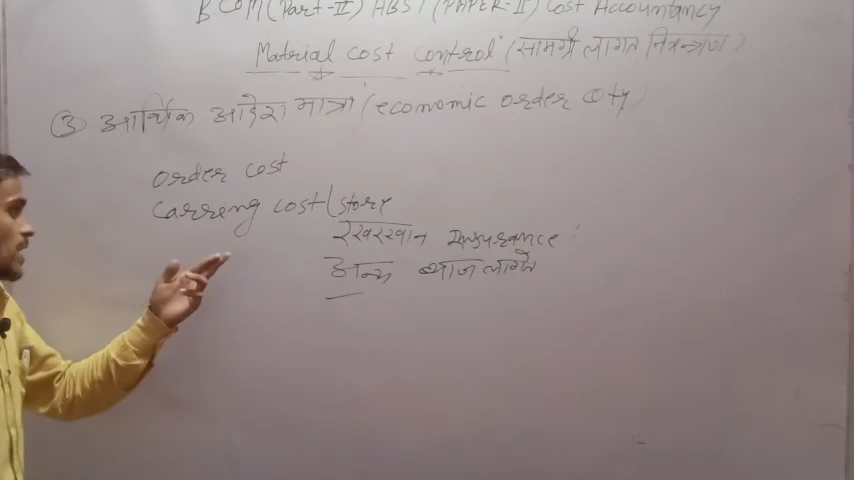 B COM (Part-II) ABST (PAPER-II) Cost Accountancy
Material cost control (सामग्री लागत नियन्त्रण)
③ आर्थिक आदेश मात्रा (economic order Qty)
order cost
carreng cost (store
रखरखाव Insurance
अन्य ब्याज लागत